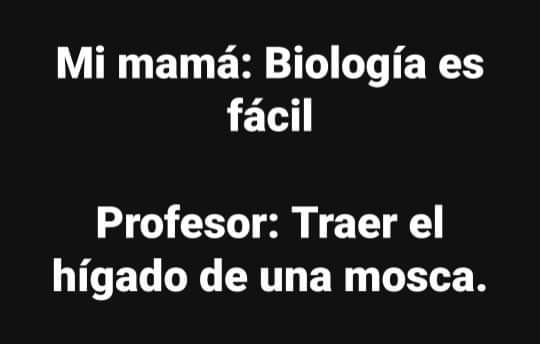 Mi mamá: Biología es
fácil
Profesor: Traer el
hígado de una mosca.